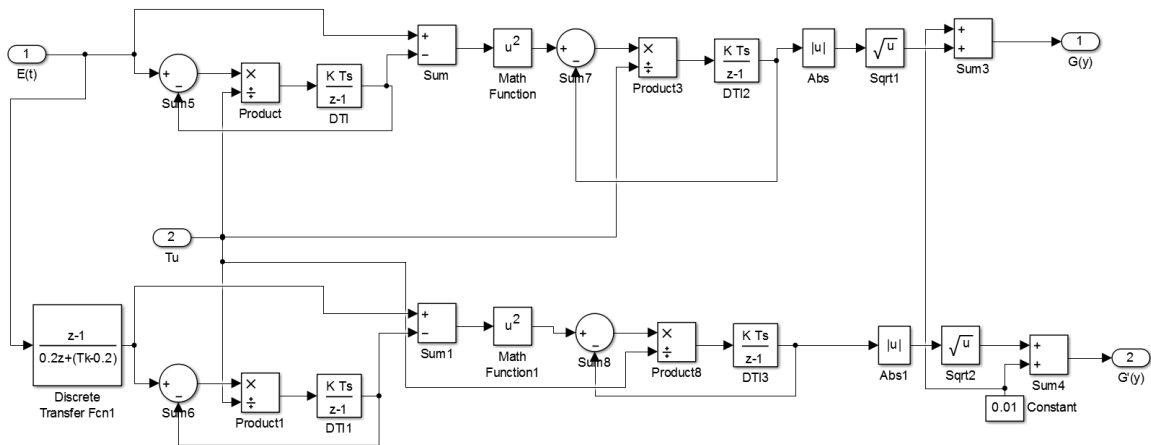 1
E(t)
+
−
Sum5
×
÷
Product
K Ts
z-1
DTI
+
−
Sum
u2
Math
Function
+
−
Sum7
×
÷
Product3
K Ts
z-1
DTI2
|u|
Abs
√u
Sqrt1
+
+
Sum3
1
G(y)
2
Tu
z-1
0.2z+(Tk-0.2)
Discrete
Transfer Fcn1
+
−
Sum6
×
÷
Product1
K Ts
z-1
DTI1
+
−
Sum1
u2
Math
Function1
+
−
Sum8
×
÷
Product8
K Ts
z-1
DTI3
|u|
Abs1
√u
Sqrt2
+
+
Sum4
0.01
Constant
2
G'(y)